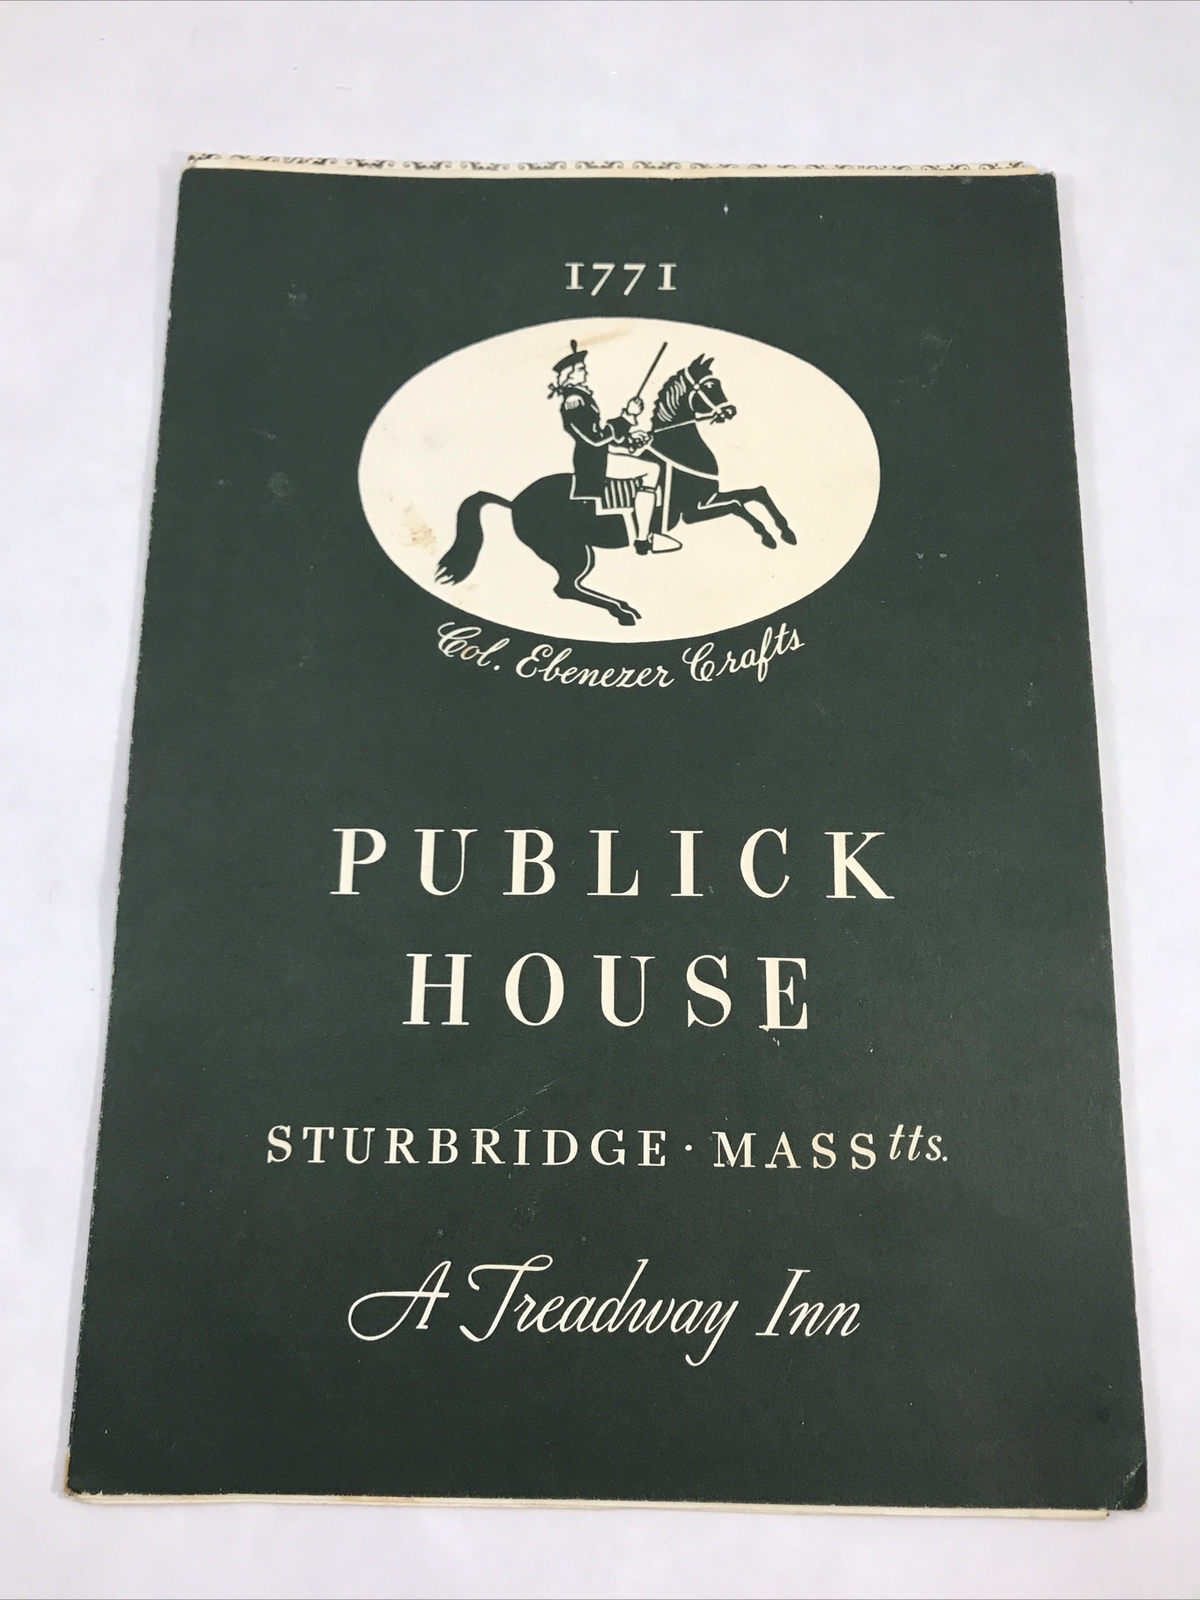 1771
Col. Ebenezer Crafts
PUBLICK
HOUSE
STURBRIDGE · MASStts.
A Treadway Inn